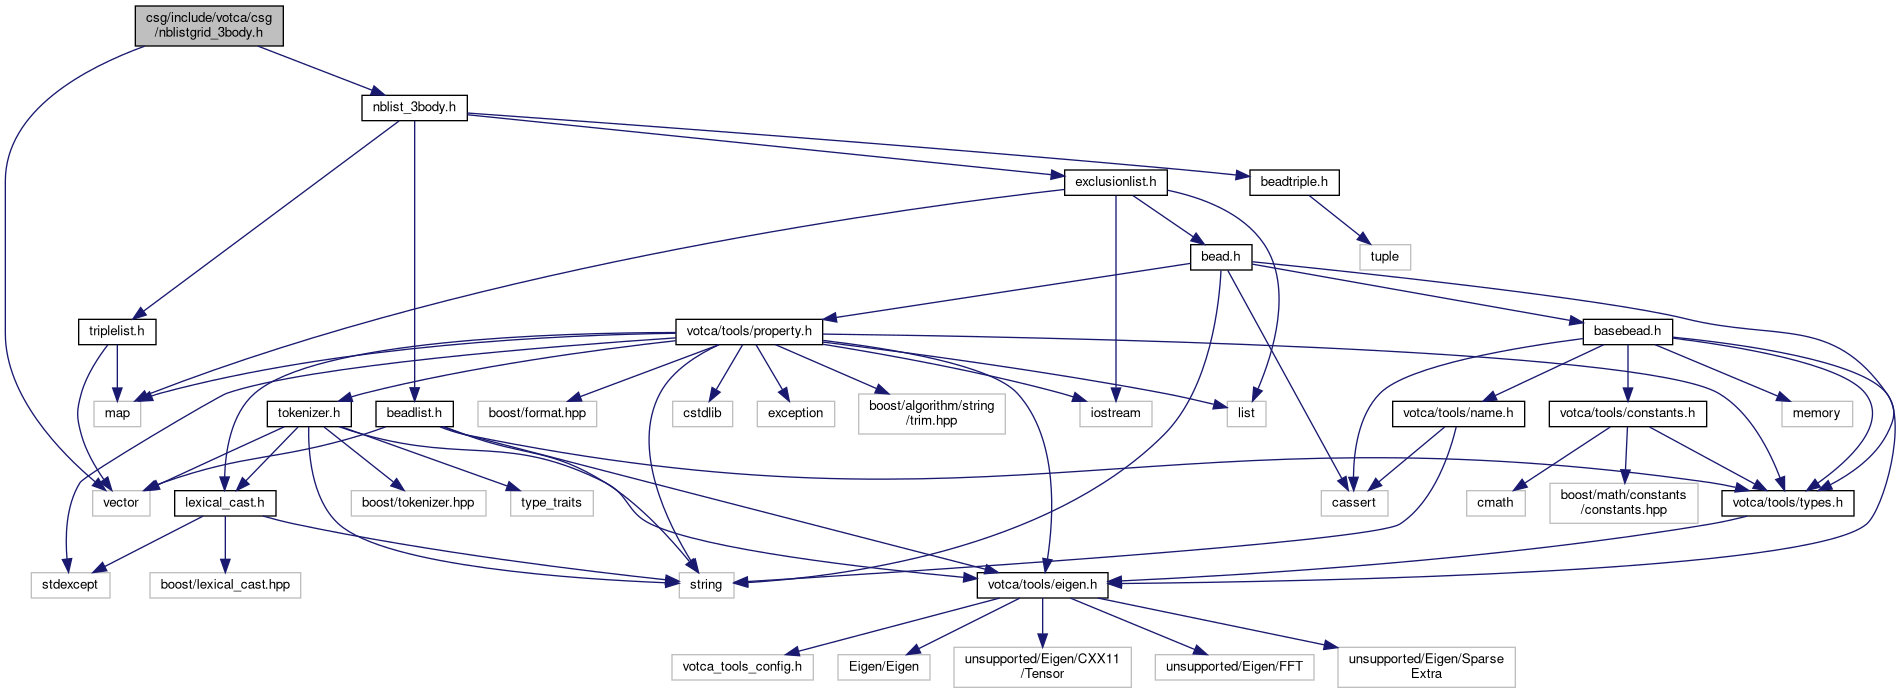 csg/include/votca/csg
/nblistgrid_3body.h
nblist_3body.h
exclusionlist.h
beadtriple.h
bead.h
tuple
triplelist.h
votca/tools/property.h
basebead.h
map
tokenizer.h
beadlist.h
boost/format.hpp
cstdlib
exception
boost/algorithm/string
/trim.hpp
iostream
list
votca/tools/name.h
votca/tools/constants.h
memory
vector
lexical_cast.h
boost/tokenizer.hpp
type_traits
cassert
cmath
boost/math/constants
/constants.hpp
votca/tools/types.h
stdexcept
boost/lexical_cast.hpp
string
votca/tools/eigen.h
votca_tools_config.h
Eigen/Eigen
unsupported/Eigen/CXX11
/Tensor
unsupported/Eigen/FFT
unsupported/Eigen/Sparse
Extra